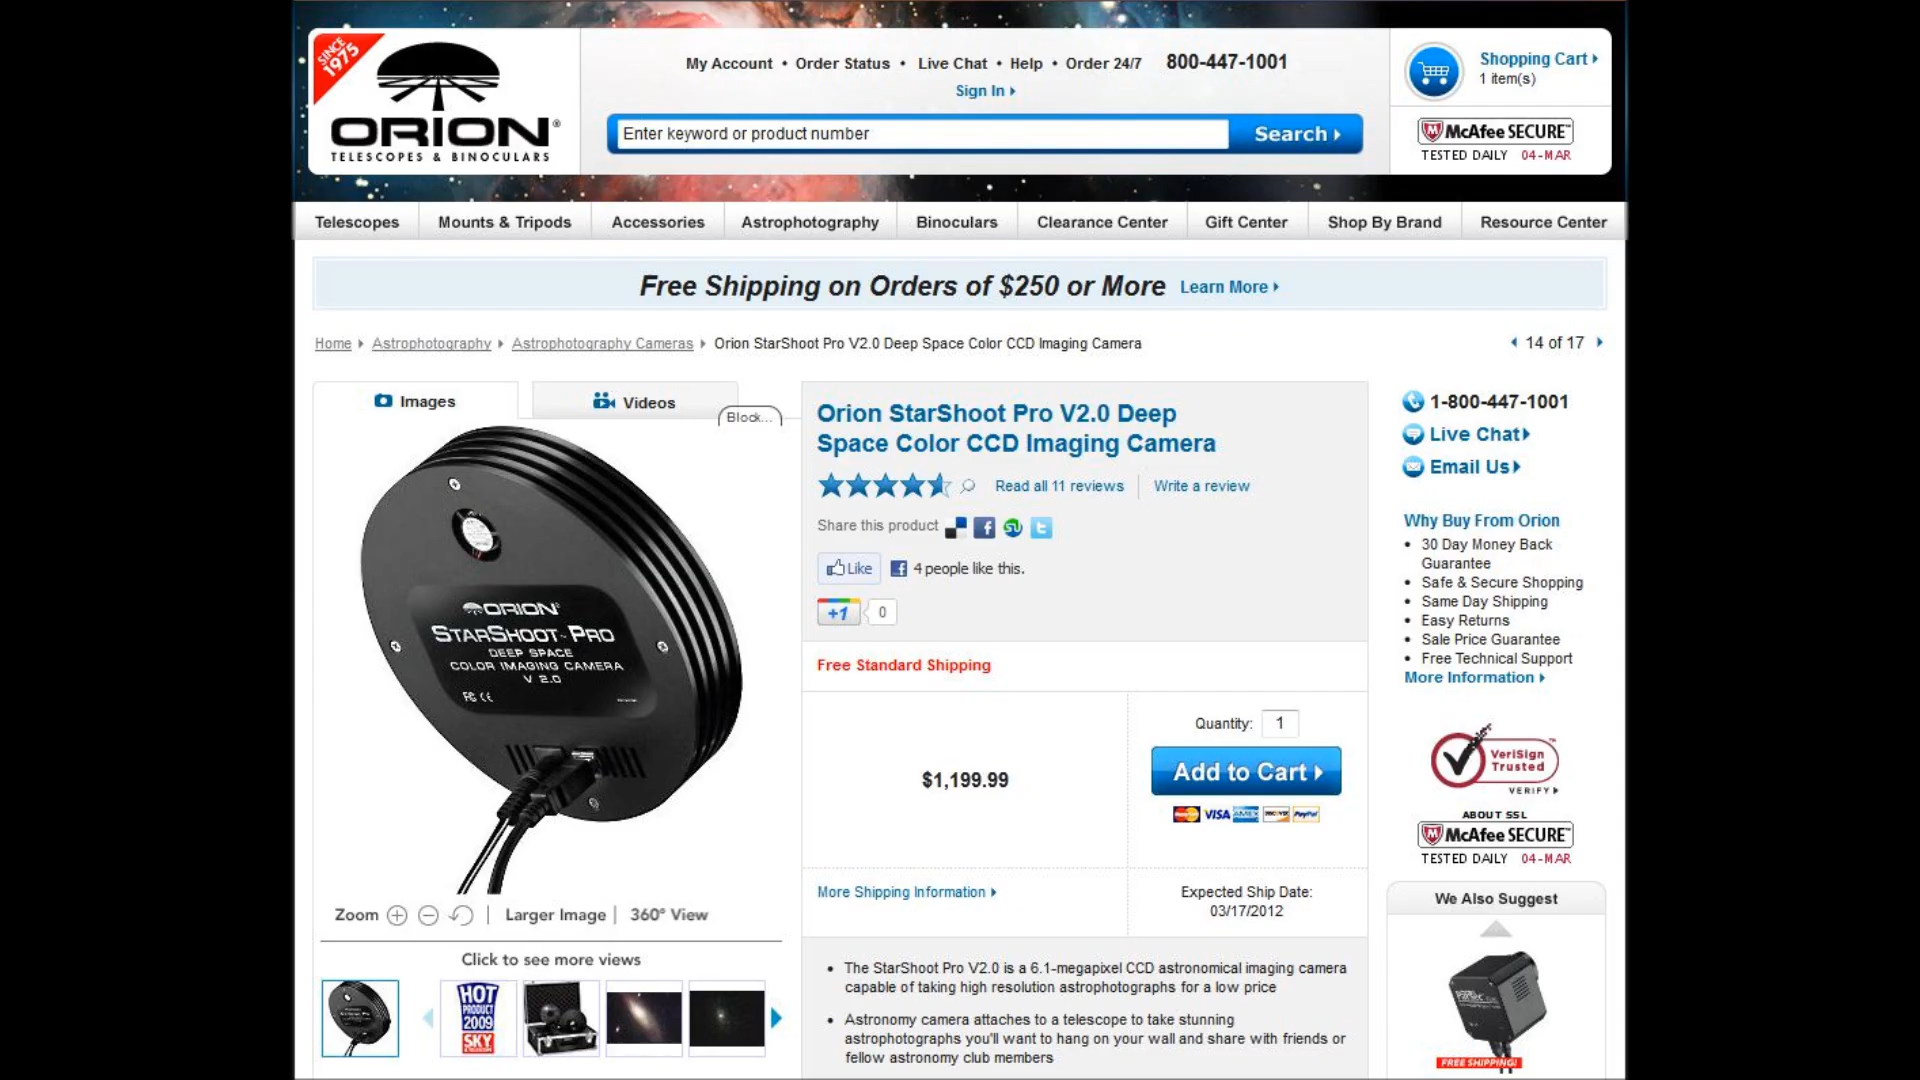 SINCE 1975
ORION®
TELESCOPES & BINOCULARS
My Account • Order Status • Live Chat • Help • Order 24/7 800-447-1001
Sign In
Enter keyword or product number
Search
Shopping Cart
1 item(s)
McAfee SECURE™
TESTED DAILY 04-MAR
Telescopes
Mounts & Tripods
Accessories
Astrophotography
Binoculars
Clearance Center
Gift Center
Shop By Brand
Resource Center
Free Shipping on Orders of $250 or More Learn More
Home Astrophotography Astrophotography Cameras Orion StarShoot Pro V2.0 Deep Space Color CCD Imaging Camera
14 of 17
Images
Videos
Block...
ORION
STARSHOOT PRO
DEEP SPACE
COLOR IMAGING CAMERA
V 2.0
FC CE
Zoom
Larger Image | 360° View
Click to see more views
HOT
PRODUCT
2009
SKY
Orion StarShoot Pro V2.0 Deep
Space Color CCD Imaging Camera
Read all 11 reviews
Write a review
Share this product
Like
4 people like this.
+1
0
Free Standard Shipping
$1,199.99
Quantity: 1
Add to Cart
VISA AMEX DISCOVER PayPal
More Shipping Information
Expected Ship Date:
03/17/2012
• The StarShoot Pro V2.0 is a 6.1-megapixel CCD astronomical imaging camera
capable of taking high resolution astrophotographs for a low price
• Astronomy camera attaches to a telescope to take stunning
astrophotographs you'll want to hang on your wall and share with friends or
fellow astronomy club members
1-800-447-1001
Live Chat
Email Us
Why Buy From Orion
• 30 Day Money Back
Guarantee
• Safe & Secure Shopping
• Same Day Shipping
• Easy Returns
• Sale Price Guarantee
• Free Technical Support
More Information
VeriSign
Trusted
VERIFY
ABOUT SSL
McAfee SECURE™
TESTED DAILY 04-MAR
We Also Suggest
FREE SHIPPING!